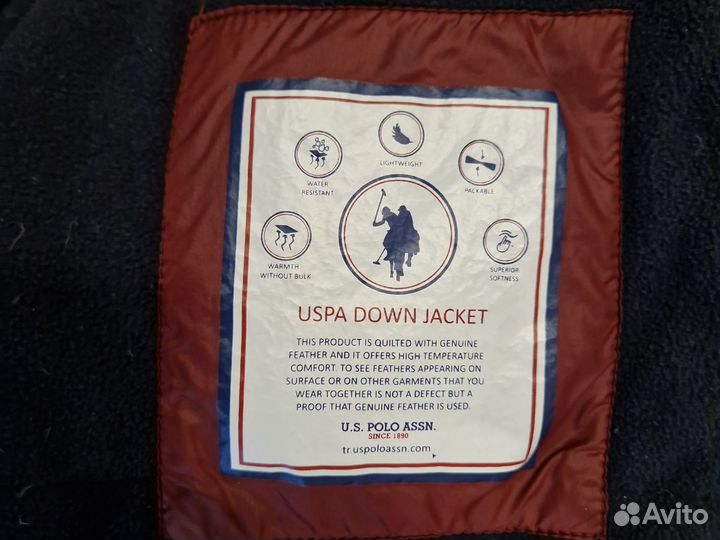 LIGHTWEIGHT
WATER
RESISTANT
PACKABLE
WARMTH
WITHOUT BULK
SUPERIOR
SOFTNESS
USPA DOWN JACKET
THIS PRODUCT IS QUILTED WITH GENUINE
FEATHER AND IT OFFERS HIGH TEMPERATURE
COMFORT. TO SEE FEATHERS APPEARING ON
SURFACE OR ON OTHER GARMENTS THAT YOU
WEAR TOGETHER IS NOT A DEFECT BUT A
PROOF THAT GENUINE FEATHER IS USED.
U.S. POLO ASSN.
SINCE 1890
tr.uspoloassn.com
Avito